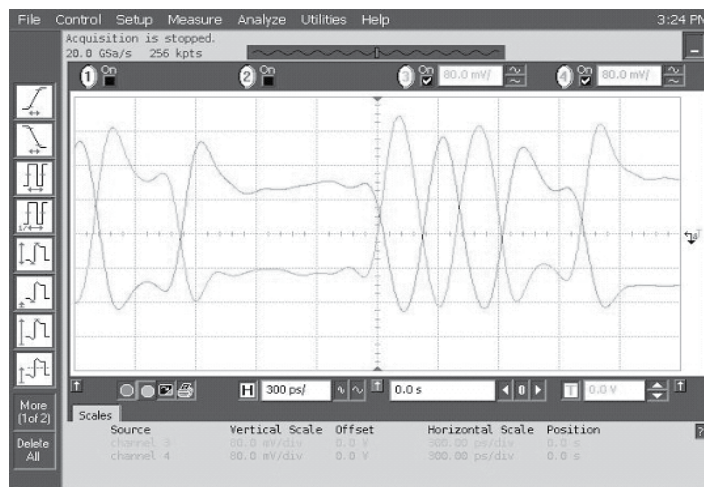 File Control Setup Measure Analyze Utilities Help 3:24 PM
Acquisition is stopped.
20.0 GSa/s 256 kpts
1 On 2 On 3 On 80.0 mV/ 4 On 80.0 mV/
H 300 ps/ 0.0 s 0 T 0.0 V
More
(1of 2)
Delete
All
Scales
Source Vertical Scale Offset Horizontal Scale Position
channel 3 80.0 mV/div 0.0 V 300.00 ps/div 0.0 s
channel 4 80.0 mV/div 0.0 V 300.00 ps/div 0.0 s
?